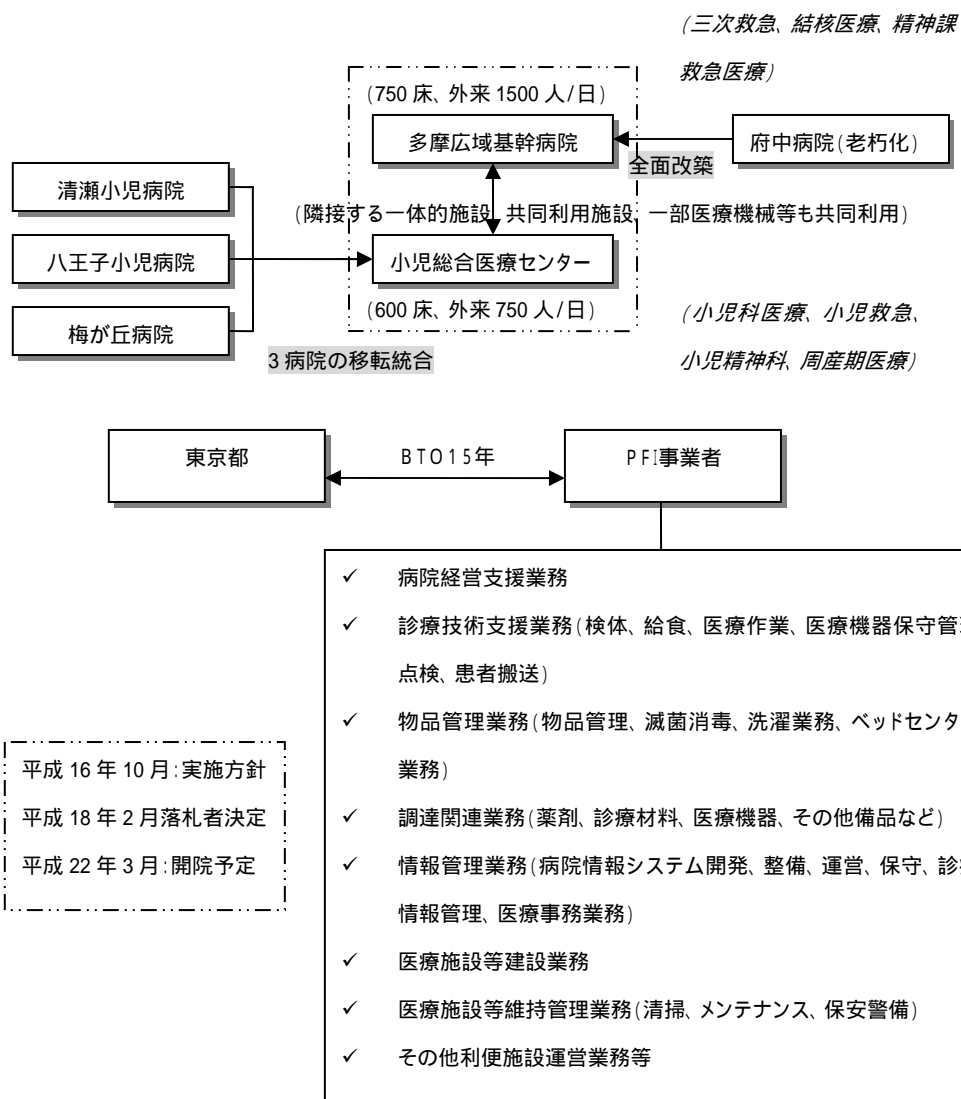 (三次救急、結核医療、精神課
救急医療)
(750 床、外来 1500 人/日)
多摩広域基幹病院
府中病院(老朽化)
全面改築
清瀬小児病院
(隣接する一体的施設、共同利用施設、一部医療機械等も共同利用)
八王子小児病院
小児総合医療センター
(600 床、外来 750 人/日)
梅が丘病院
3 病院の移転統合
(小児科医療、小児救急、
小児精神科、周産期医療)
東京都
BTO15年
PFI事業者
✓ 病院経営支援業務
✓ 診療技術支援業務(検体、給食、医療作業、医療機器保守管
点検、患者搬送)
✓ 物品管理業務(物品管理、滅菌消毒、洗濯業務、ベッドセンタ
業務)
✓ 調達関連業務(薬剤、診療材料、医療機器、その他備品など)
✓ 情報管理業務(病院情報システム開発、整備、運営、保守、診
情報管理、医療事務業務)
✓ 医療施設等建設業務
✓ 医療施設等維持管理業務(清掃、メンテナンス、保安警備)
✓ その他利便施設運営業務等
平成 16 年 10 月:実施方針
平成 18 年 2 月落札者決定
平成 22 年 3 月:開院予定